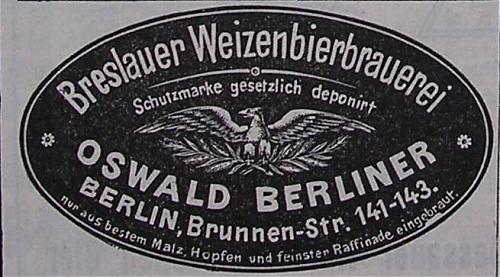 Breslauer Weizenbierbrauerei
Schutzmarke gesetzlich deponirt
OSWALD BERLINER
BERLIN, Brunnen-Str. 141-143.
nur aus bestem Malz, Hopfen und feinster Raffinade eingebraut.